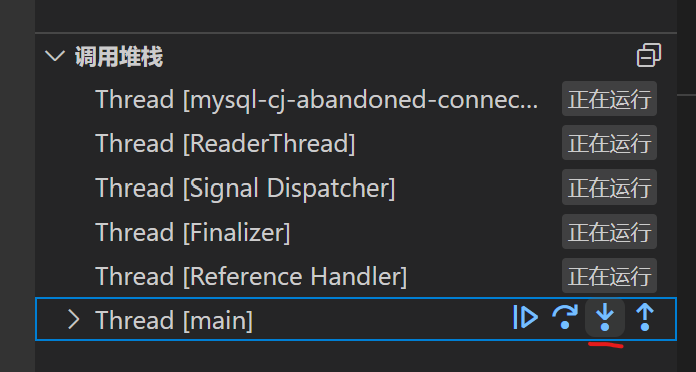 调用堆栈
Thread [mysql-cj-abandoned-connec...
正在运行
Thread [ReaderThread]
正在运行
Thread [Signal Dispatcher]
正在运行
Thread [Finalizer]
正在运行
Thread [Reference Handler]
正在运行
Thread [main]